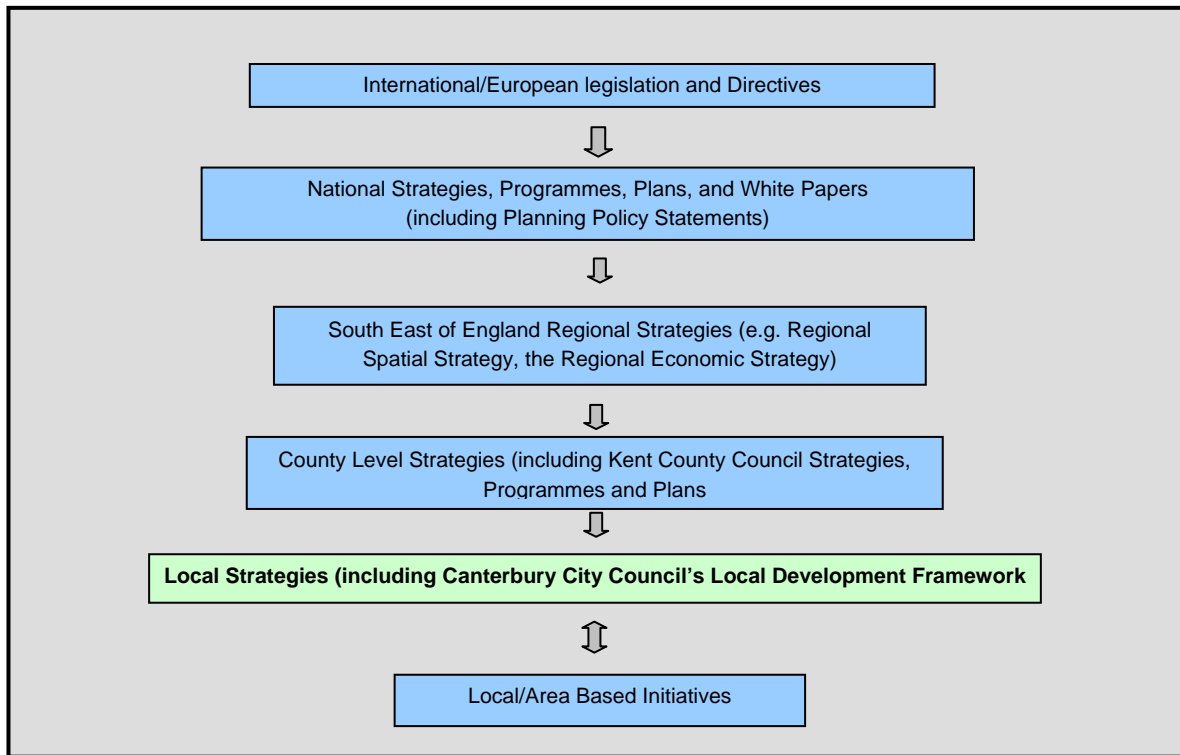 International/European legislation and Directives
National Strategies, Programmes, Plans, and White Papers
(including Planning Policy Statements)
South East of England Regional Strategies (e.g. Regional
Spatial Strategy, the Regional Economic Strategy)
County Level Strategies (including Kent County Council Strategies,
Programmes and Plans
Local Strategies (including Canterbury City Council’s Local Development Framework
Local/Area Based Initiatives